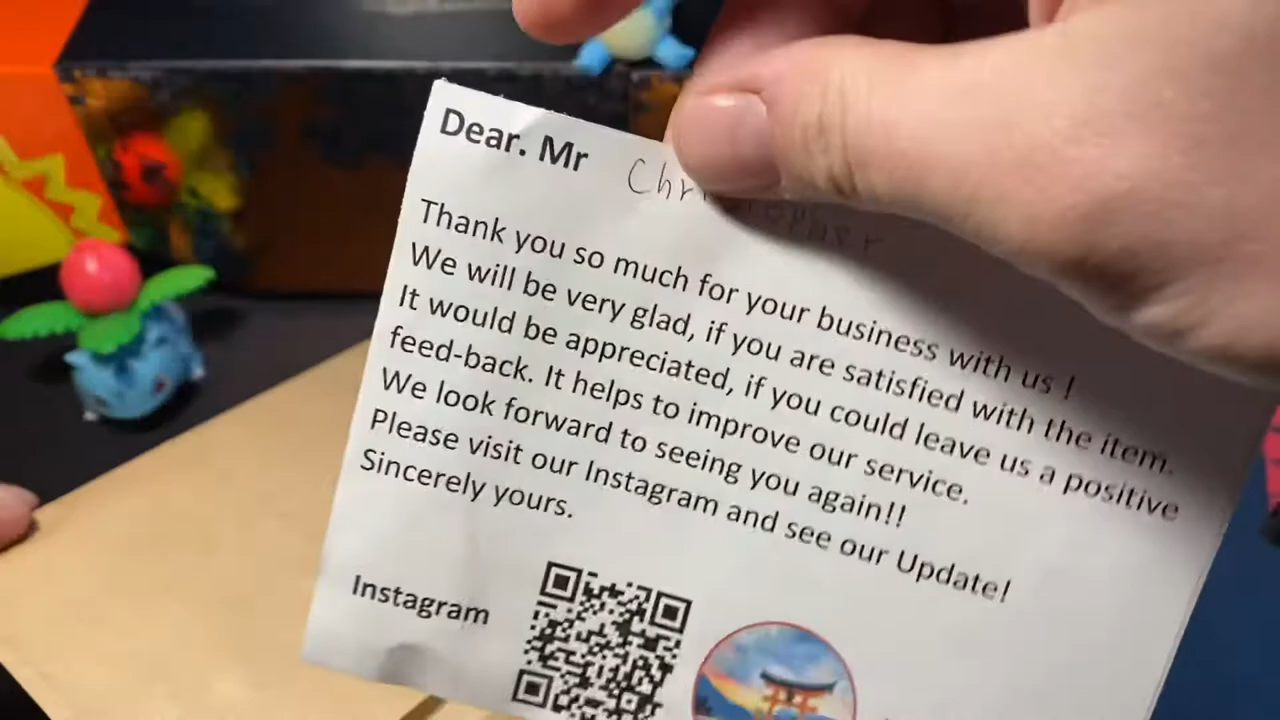 Dear. Mr Christopher
Thank you so much for your business with us !
We will be very glad, if you are satisfied with the item.
It would be appreciated, if you could leave us a positive
feed-back. It helps to improve our service.
We look forward to seeing you again!!
Please visit our Instagram and see our Update!
Sincerely yours.
Instagram